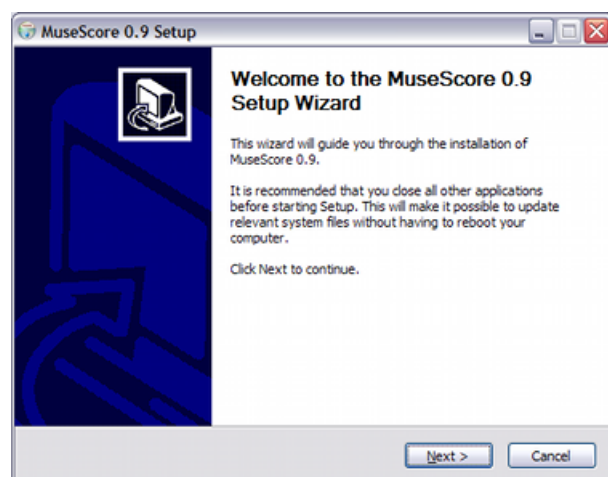 MuseScore 0.9 Setup
Welcome to the MuseScore 0.9
Setup Wizard
This wizard will guide you through the installation of
MuseScore 0.9.
It is recommended that you close all other applications
before starting Setup. This will make it possible to update
relevant system files without having to reboot your
computer.
Click Next to continue.
Next >
Cancel